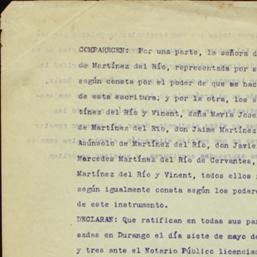 COMPARECEN: Por una parte, la señora d
de Martínez del Río, representada por s
según consta por el poder de que se hac
de esta escritura; y por la otra, los s
tínez del Río y Vinent, doña María Jose
de Martínez del Río, don Jaime Martínez
Asúnsolo de Martínez del Río, don Javie
Mercedes Martínez del Río de Cervantes,
Martínez del Río y Vinent, todos ellos
según igualmente consta según los podere
de este instrumento.
DECLARAN: Que ratifican en todas sus par
sadas en Durango el día siete de mayo de
y tres ante el Notario Público licencia